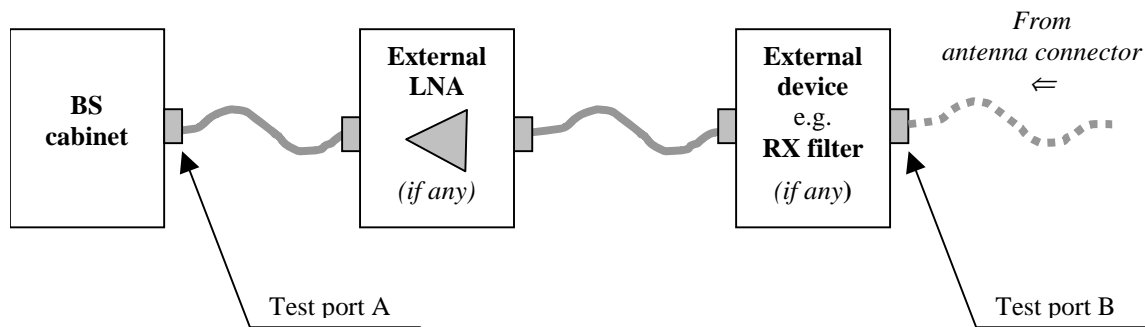 BS
cabinet
External
LNA
(if any)
External
device
e.g.
RX filter
(if any)
From
antenna connector
⇐
Test port A
Test port B